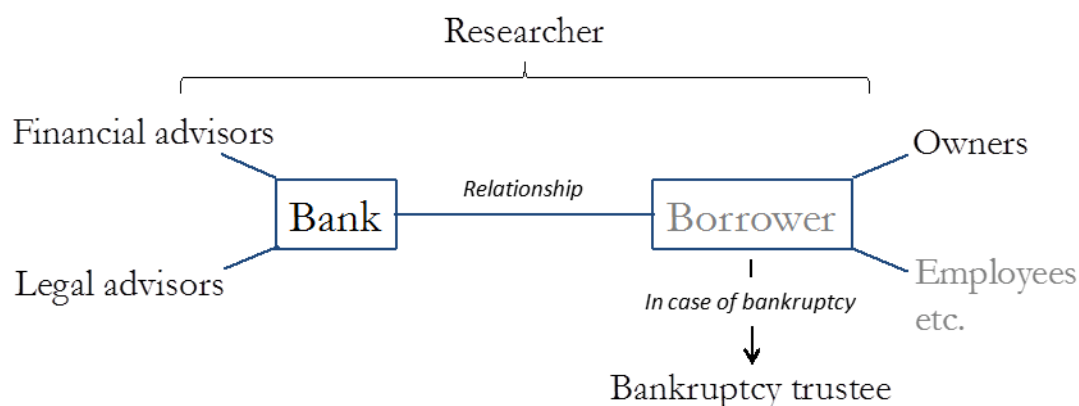 Researcher
Financial advisors
Owners
Relationship
Bank
Borrower
Legal advisors
Employees
etc.
In case of bankruptcy
Bankruptcy trustee